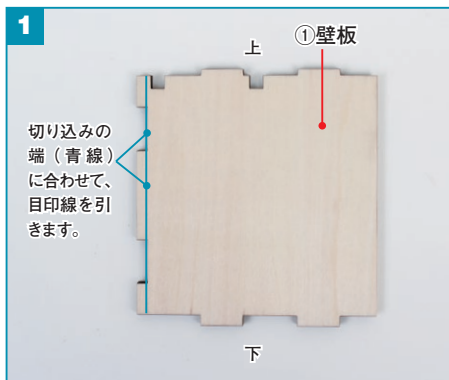 1
上
①壁板
切り込みの
端（青線）
に合わせて、
目印線を引
きます。
下